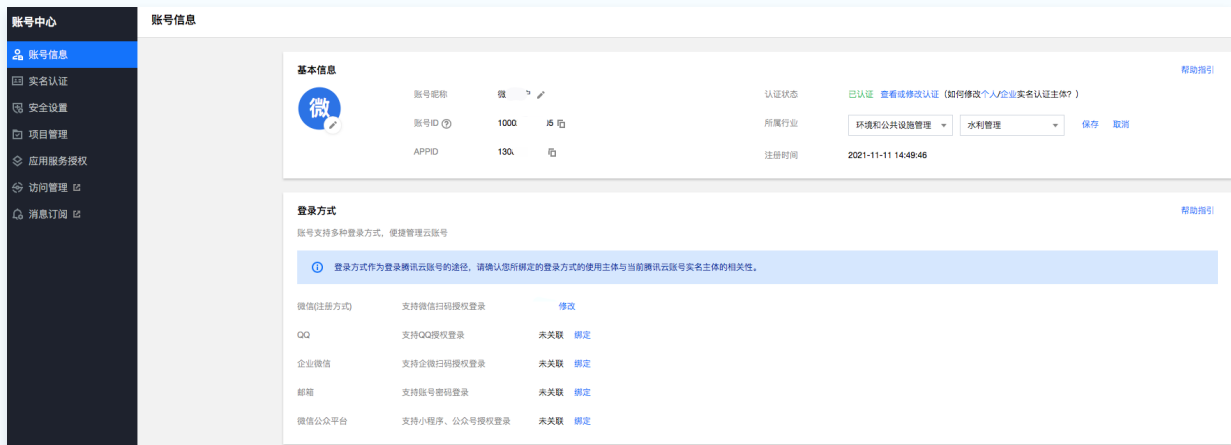 账号中心
账号信息
账号信息
实名认证
安全设置
项目管理
应用服务授权
访问管理
消息订阅
基本信息 帮助指引
微
账号昵称 微
账号ID 1000 5
APPID 130
认证状态 已认证 查看或修改认证 (如何修改个人/企业实名认证主体?)
所属行业 环境和公共设施管理 水利管理 保存 取消
注册时间 2021-11-11 14:49:46
登录方式 帮助指引
账号支持多种登录方式，便捷管理云账号
登录方式作为登录腾讯云账号的途径，请确认您所绑定的登录方式的使用主体与当前腾讯云账号实名主体的相关性。
微信(注册方式) 支持微信扫码授权登录 修改
QQ 支持QQ授权登录 未关联 绑定
企业微信 支持企微扫码授权登录 未关联 绑定
邮箱 支持账号密码登录 未关联 绑定
微信公众平台 支持小程序、公众号授权登录 未关联 绑定